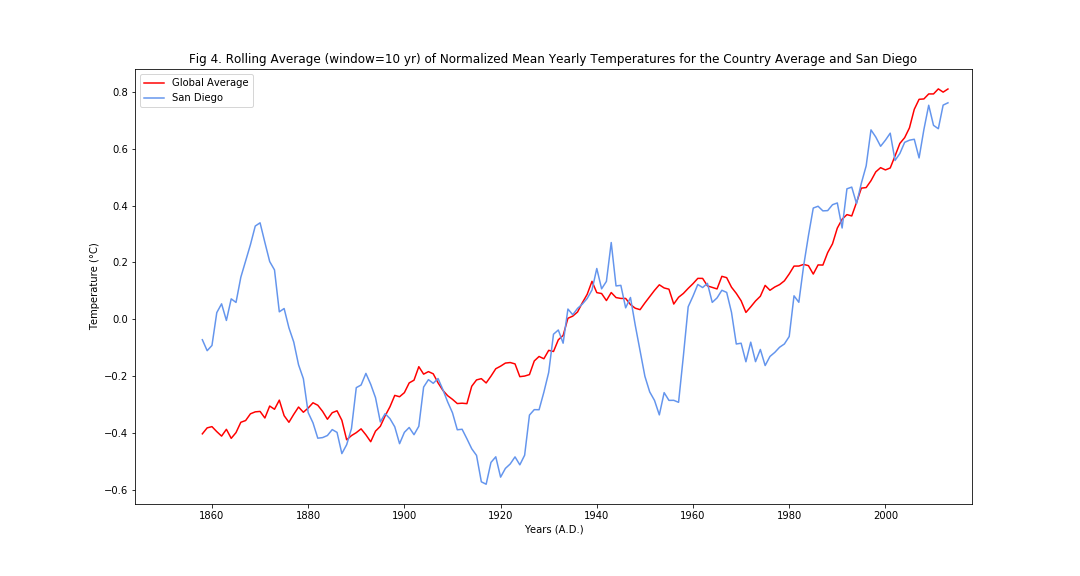 Fig 4. Rolling Average (window=10 yr) of Normalized Mean Yearly Temperatures for the Country Average and San Diego
Global Average
San Diego
Temperature (°C)
0.8
0.6
0.4
0.2
0.0
−0.2
−0.4
−0.6
1860 1880 1900 1920 1940 1960 1980 2000
Years (A.D.)